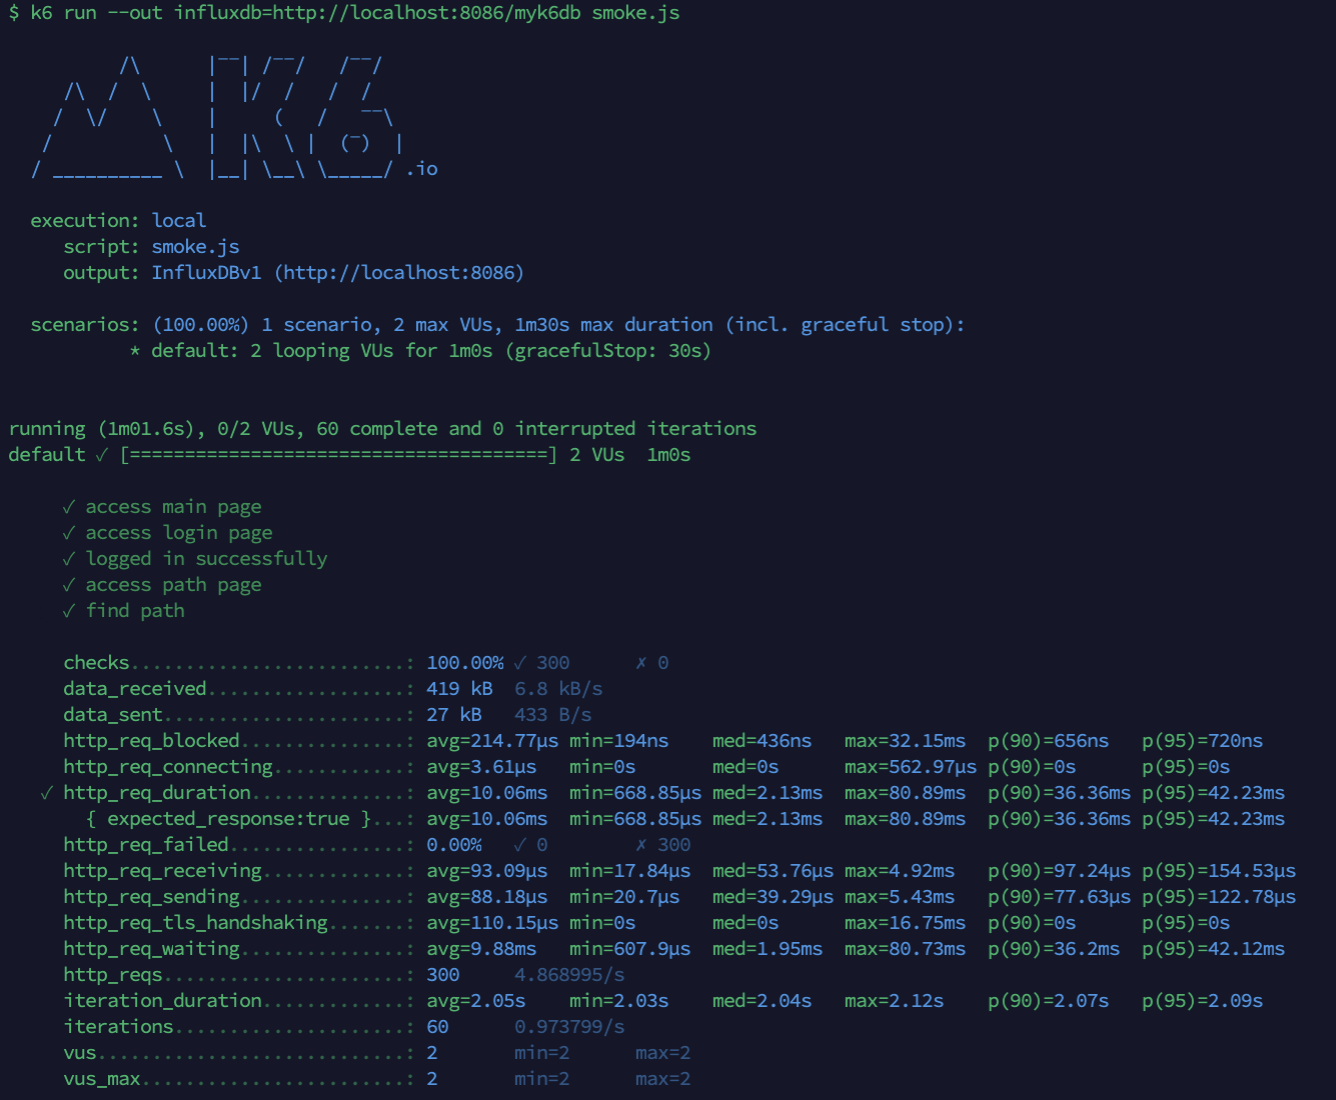 $ k6 run --out influxdb=http://localhost:8086/myk6db smoke.js
          /\      |‾‾| /‾‾/   /‾‾/
     /\  /  \     |  |/  /   /  /
    /  \/    \    |     (   /   ‾‾\
   /          \   |  |\  \ |  (‾)  |
  / __________ \  |__| \__\ \_____/ .io
  execution: local
     script: smoke.js
     output: InfluxDBv1 (http://localhost:8086)
  scenarios: (100.00%) 1 scenario, 2 max VUs, 1m30s max duration (incl. graceful stop):
           * default: 2 looping VUs for 1m0s (gracefulStop: 30s)
running (1m01.6s), 0/2 VUs, 60 complete and 0 interrupted iterations
default ✓ [======================================] 2 VUs  1m0s
     ✓ access main page
     ✓ access login page
     ✓ logged in successfully
     ✓ access path page
     ✓ find path
     checks.........................: 100.00% ✓ 300      ✗ 0
     data_received..................: 419 kB  6.8 kB/s
     data_sent......................: 27 kB   433 B/s
     http_req_blocked...............: avg=214.77µs min=194ns    med=436ns   max=32.15ms  p(90)=656ns   p(95)=720ns
     http_req_connecting............: avg=3.61µs   min=0s       med=0s      max=562.97µs p(90)=0s      p(95)=0s
   ✓ http_req_duration..............: avg=10.06ms  min=668.85µs med=2.13ms  max=80.89ms  p(90)=36.36ms p(95)=42.23ms
       { expected_response:true }...: avg=10.06ms  min=668.85µs med=2.13ms  max=80.89ms  p(90)=36.36ms p(95)=42.23ms
     http_req_failed................: 0.00%   ✓ 0        ✗ 300
     http_req_receiving.............: avg=93.09µs  min=17.84µs  med=53.76µs max=4.92ms   p(90)=97.24µs p(95)=154.53µs
     http_req_sending...............: avg=88.18µs  min=20.7µs   med=39.29µs max=5.43ms   p(90)=77.63µs p(95)=122.78µs
     http_req_tls_handshaking.......: avg=110.15µs min=0s       med=0s      max=16.75ms  p(90)=0s      p(95)=0s
     http_req_waiting...............: avg=9.88ms   min=607.9µs  med=1.95ms  max=80.73ms  p(90)=36.2ms  p(95)=42.12ms
     http_reqs......................: 300     4.868995/s
     iteration_duration.............: avg=2.05s    min=2.03s    med=2.04s   max=2.12s    p(90)=2.07s   p(95)=2.09s
     iterations.....................: 60      0.973799/s
     vus............................: 2       min=2      max=2
     vus_max........................: 2       min=2      max=2